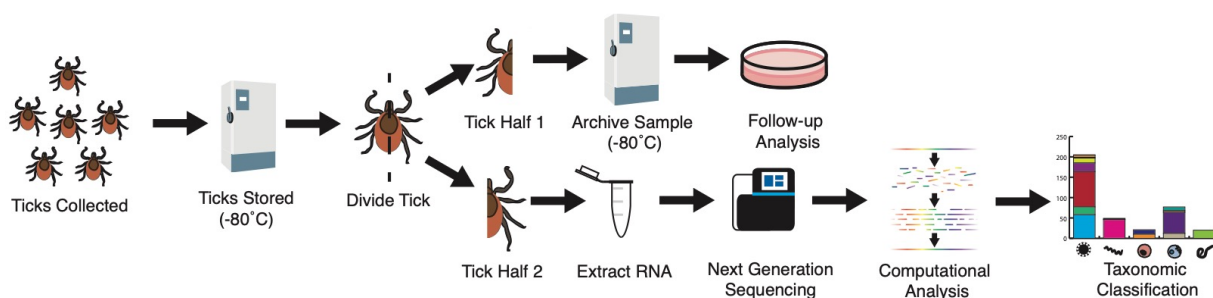 Ticks Collected
Ticks Stored
(-80˚C)
Divide Tick
Tick Half 1
Archive Sample
(-80˚C)
Follow-up
Analysis
Tick Half 2
Extract RNA
Next Generation
Sequencing
Computational
Analysis
250
200
150
100
50
0
Taxonomic
Classification